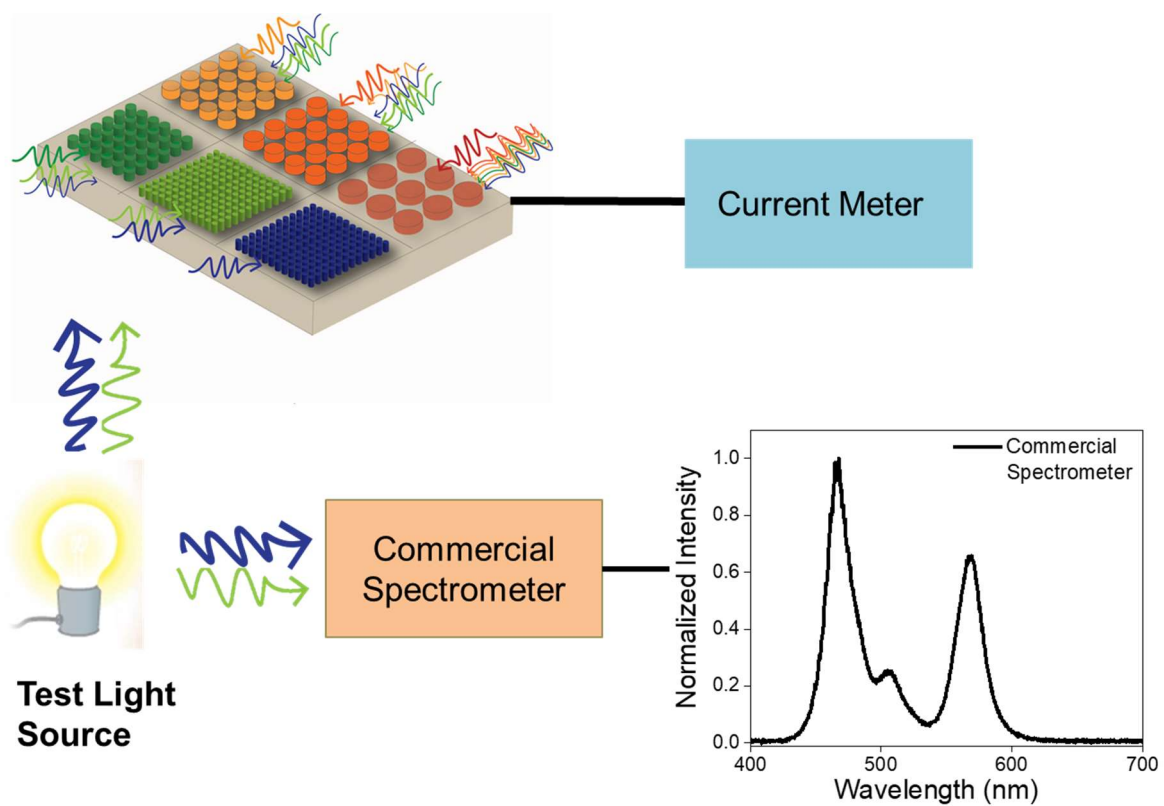 Current Meter
Commercial
Spectrometer
Test Light
Source
Commercial
Spectrometer
Normalized Intensity
1.0
0.8
0.6
0.4
0.2
0.0
400
500
600
700
Wavelength (nm)